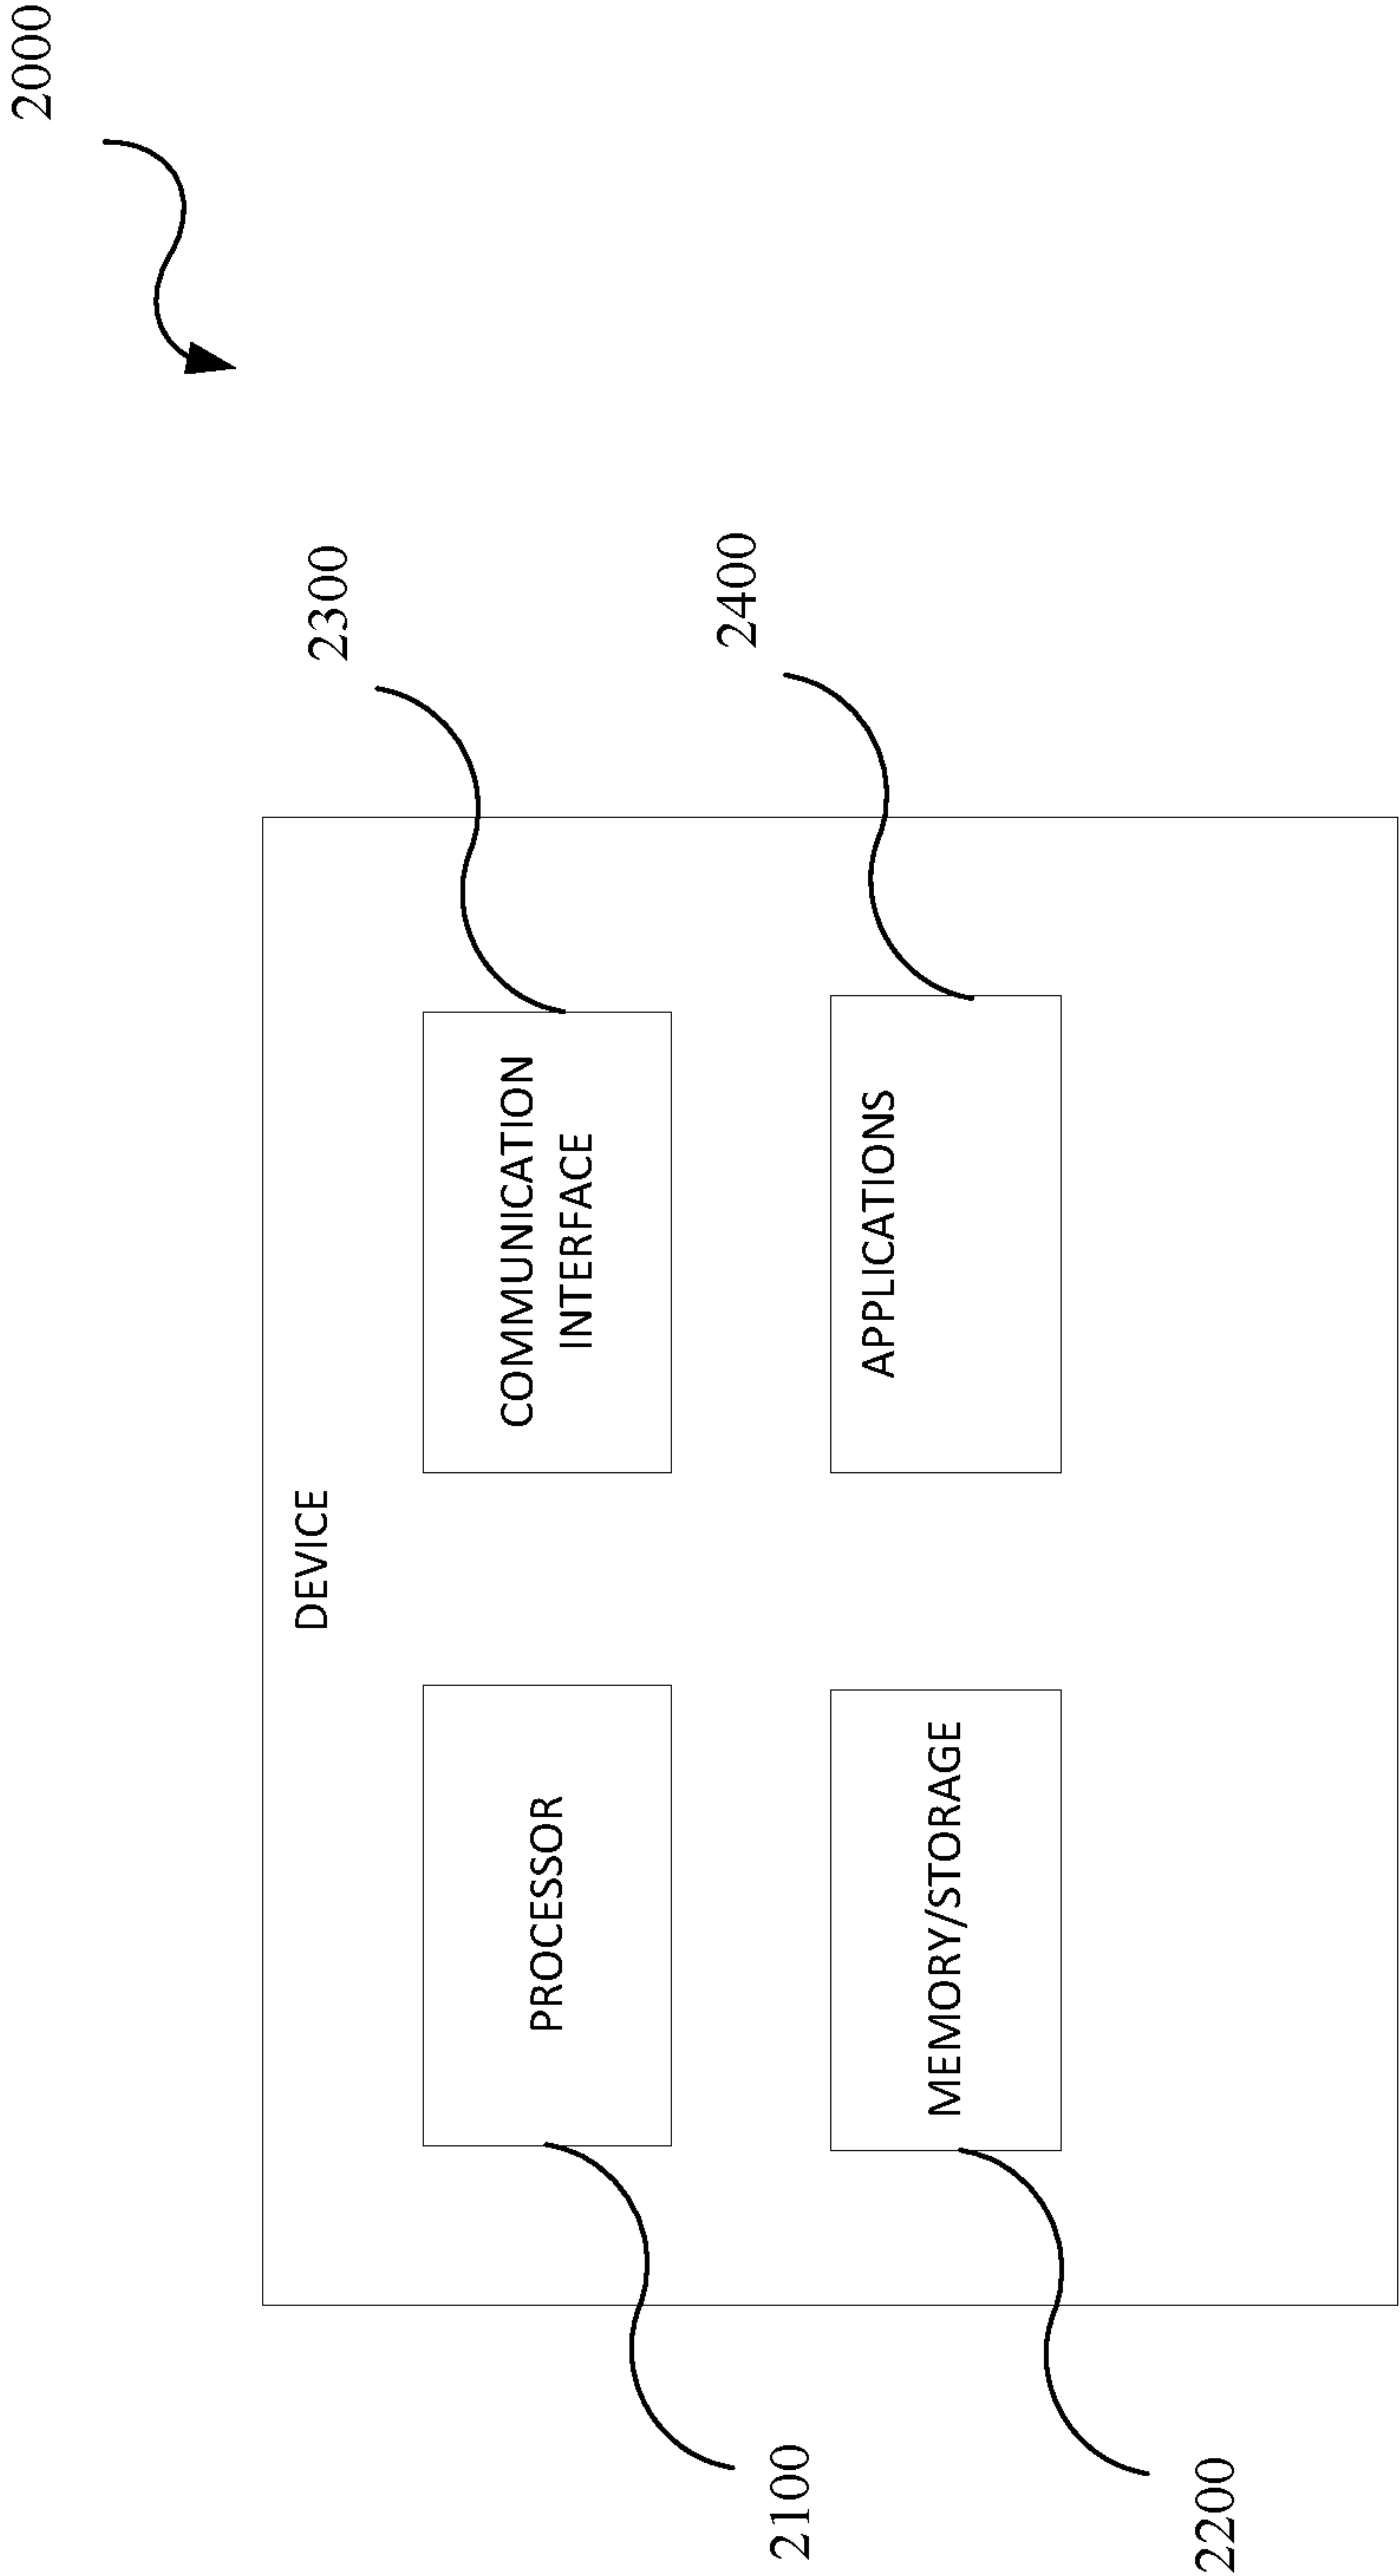 2000
DEVICE
2300
PROCESSOR
COMMUNICATION
INTERFACE
2100
2400
MEMORY/STORAGE
APPLICATIONS
2200